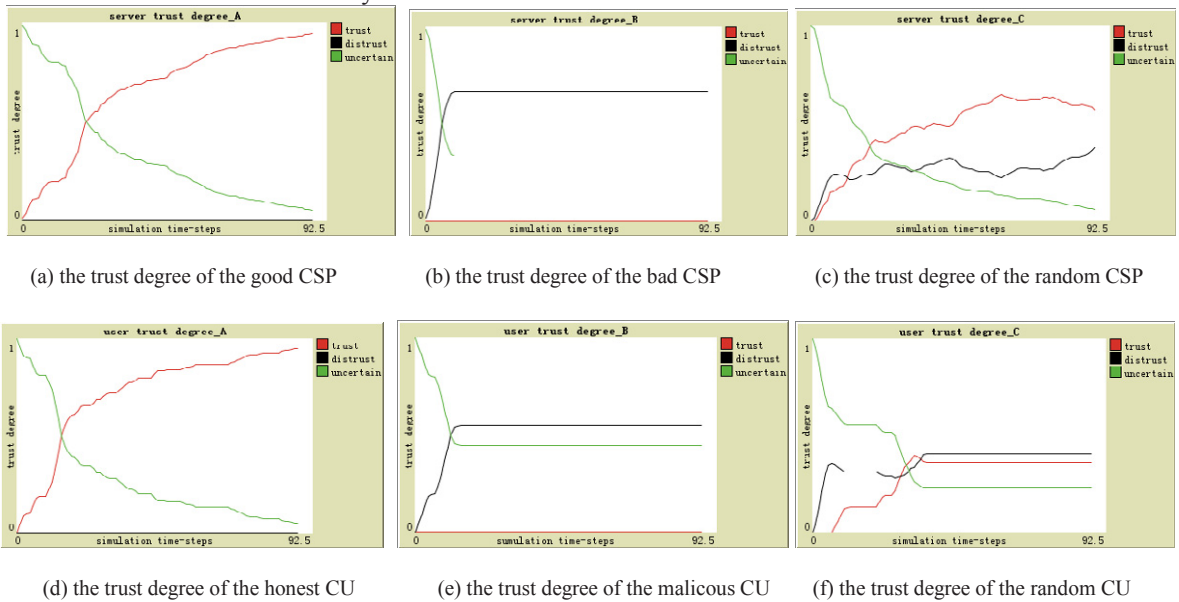 server trust degree_A
1
trust
distrust
uncertain
trust degree
0
0
simulation time-steps
92.5
server trust degree_B
1
trust
distrust
uncertain
trust degree
0
0
simulation time-steps
92.5
server trust degree_C
1
trust
distrust
uncertain
trust degree
0
0
simulation time-steps
92.5
(a) the trust degree of the good CSP
(b) the trust degree of the bad CSP
(c) the trust degree of the random CSP
user trust degree_A
1
trust
distrust
uncertain
trust degree
0
0
simulation time-steps
92.5
user trust degree_B
1
trust
distrust
uncertain
trust degree
0
0
simulation time-steps
92.5
user trust degree_C
1
trust
distrust
uncertain
trust degree
0
0
simulation time-steps
92.5
(d) the trust degree of the honest CU
(e) the trust degree of the malicous CU
(f) the trust degree of the random CU